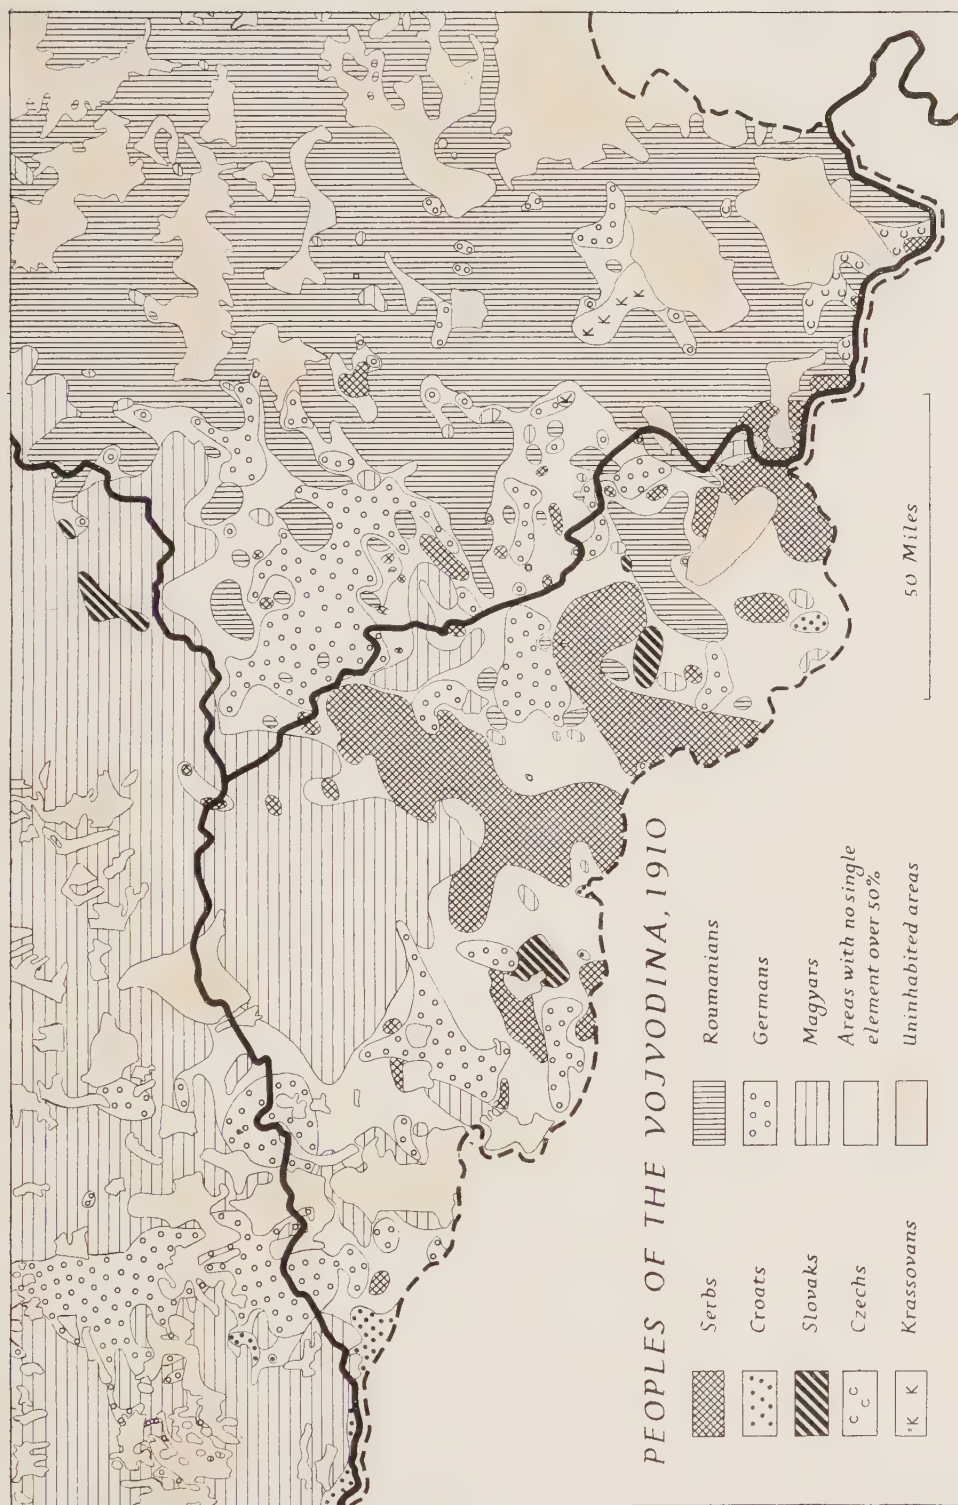 PEOPLES OF THE VOJVODINA, 1910
Serbs
Croats
Slovaks
Czechs
Krassovans
Roumanians
Germans
Magyars
Areas with no single
element over 50%
Uninhabited areas
C C
K K
50 Miles
K K K K
K
C C C C
C C C C C
C C